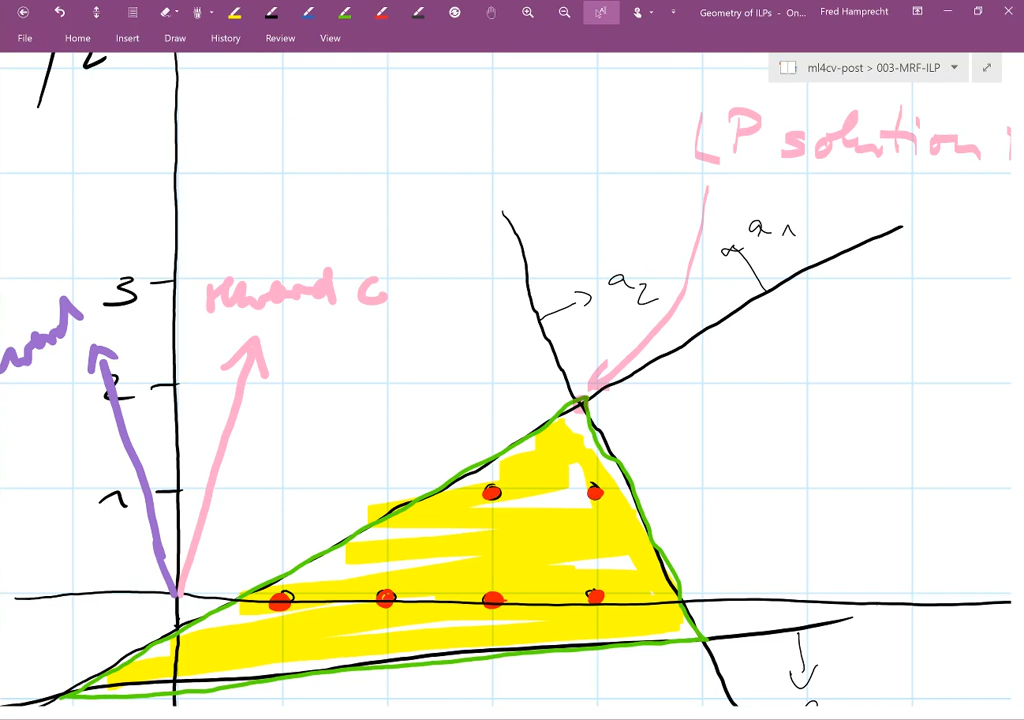 Geometry of ILPs - On...
Fred Hamprecht
File Home Insert Draw History Review View
ml4cv-post > 003-MRF-ILP
LP solution
a1
a2
3
reward c
2
1